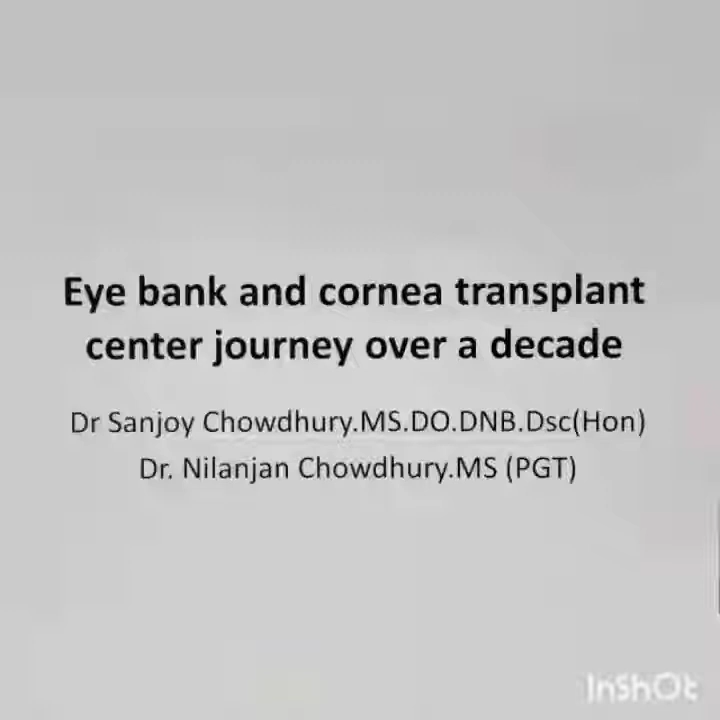 Eye bank and cornea transplant
center journey over a decade
Dr Sanjoy Chowdhury.MS.DO.DNB.Dsc(Hon)
Dr. Nilanjan Chowdhury.MS (PGT)
InShOt